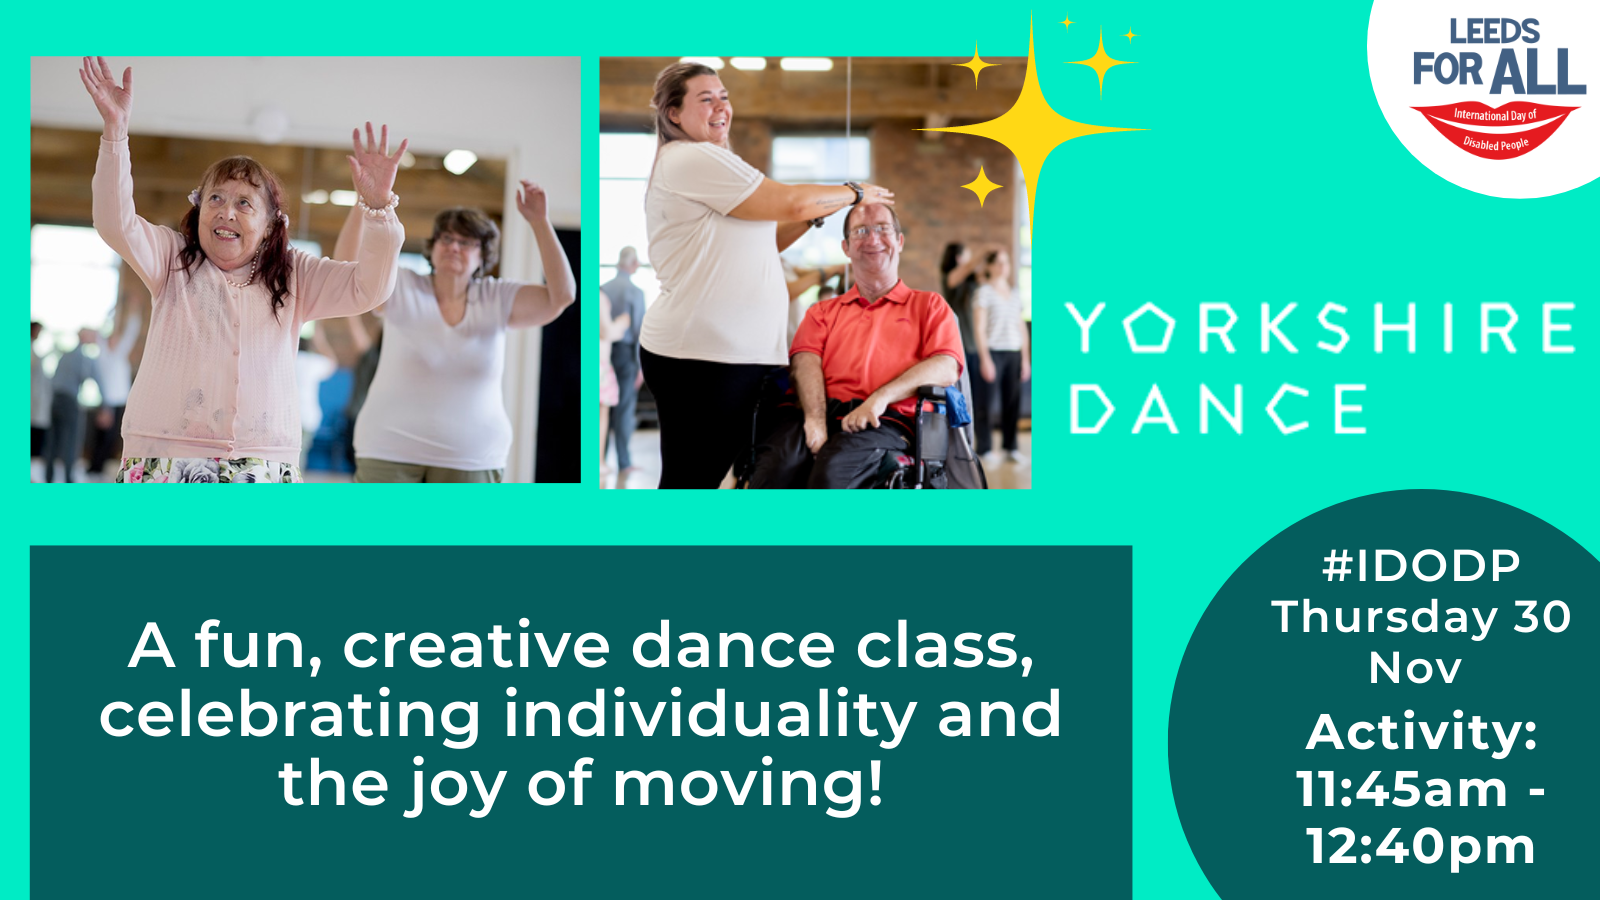 LEEDS
FOR ALL
International Day of
Disabled People
YORKSHIRE
DANCE
A fun, creative dance class,
celebrating individuality and
the joy of moving!
#IDODP
Thursday 30
Nov
Activity:
11:45am -
12:40pm